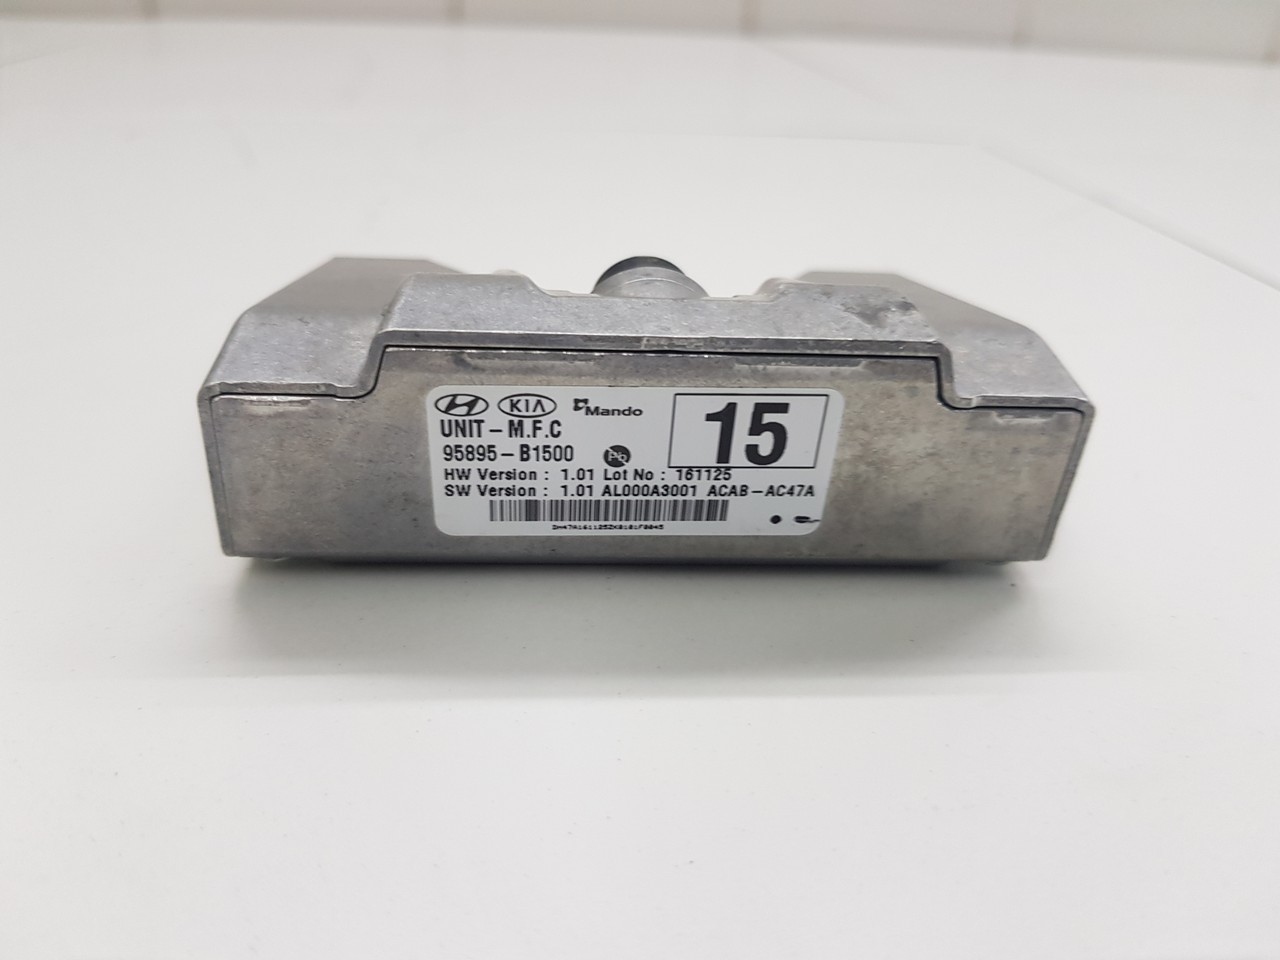 KIA Mando
15
UNIT-M.F.C
95895-B1500 Pb
HW Version : 1.01 Lot No : 161125
SW Version : 1.01 AL000A3001 ACAB-AC47A